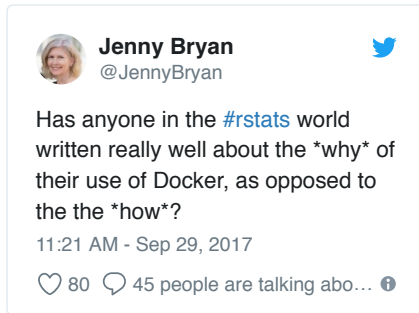 Jenny Bryan
@JennyBryan
Has anyone in the #rstats world
written really well about the *why* of
their use of Docker, as opposed to
the the *how*?
11:21 AM - Sep 29, 2017
80 45 people are talking abo...